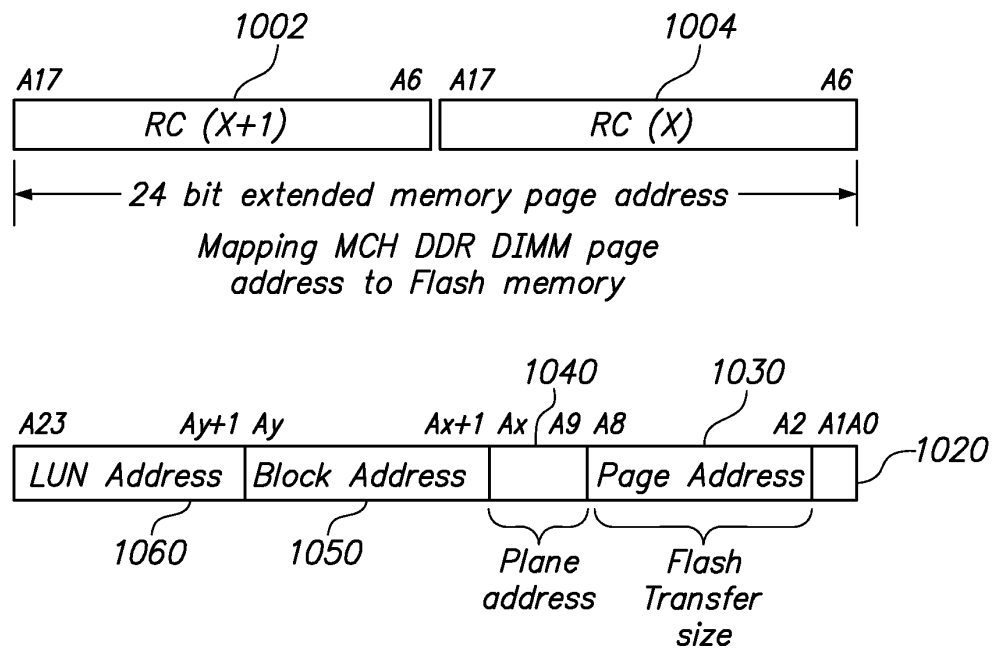 1002
1004
A17 A6 A17 A6
RC (X+1) RC (X)
24 bit extended memory page address
Mapping MCH DDR DIMM page
address to Flash memory
1040 1030
A23 Ay+1 Ay Ax+1 Ax A9 A8 A2 A1A0
1020
LUN Address Block Address Page Address
1060 1050
Plane
address
Flash
Transfer
size